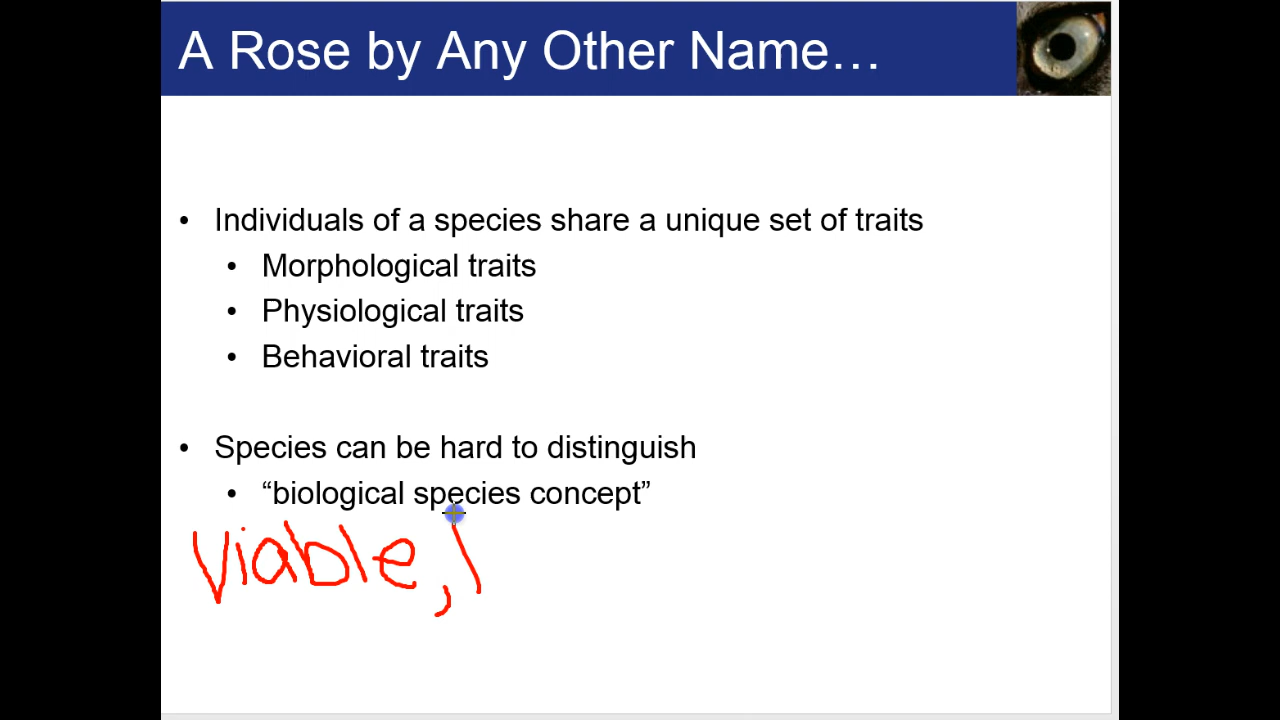 A Rose by Any Other Name…
• Individuals of a species share a unique set of traits
• Morphological traits
• Physiological traits
• Behavioral traits
• Species can be hard to distinguish
• “biological species concept”
viable,